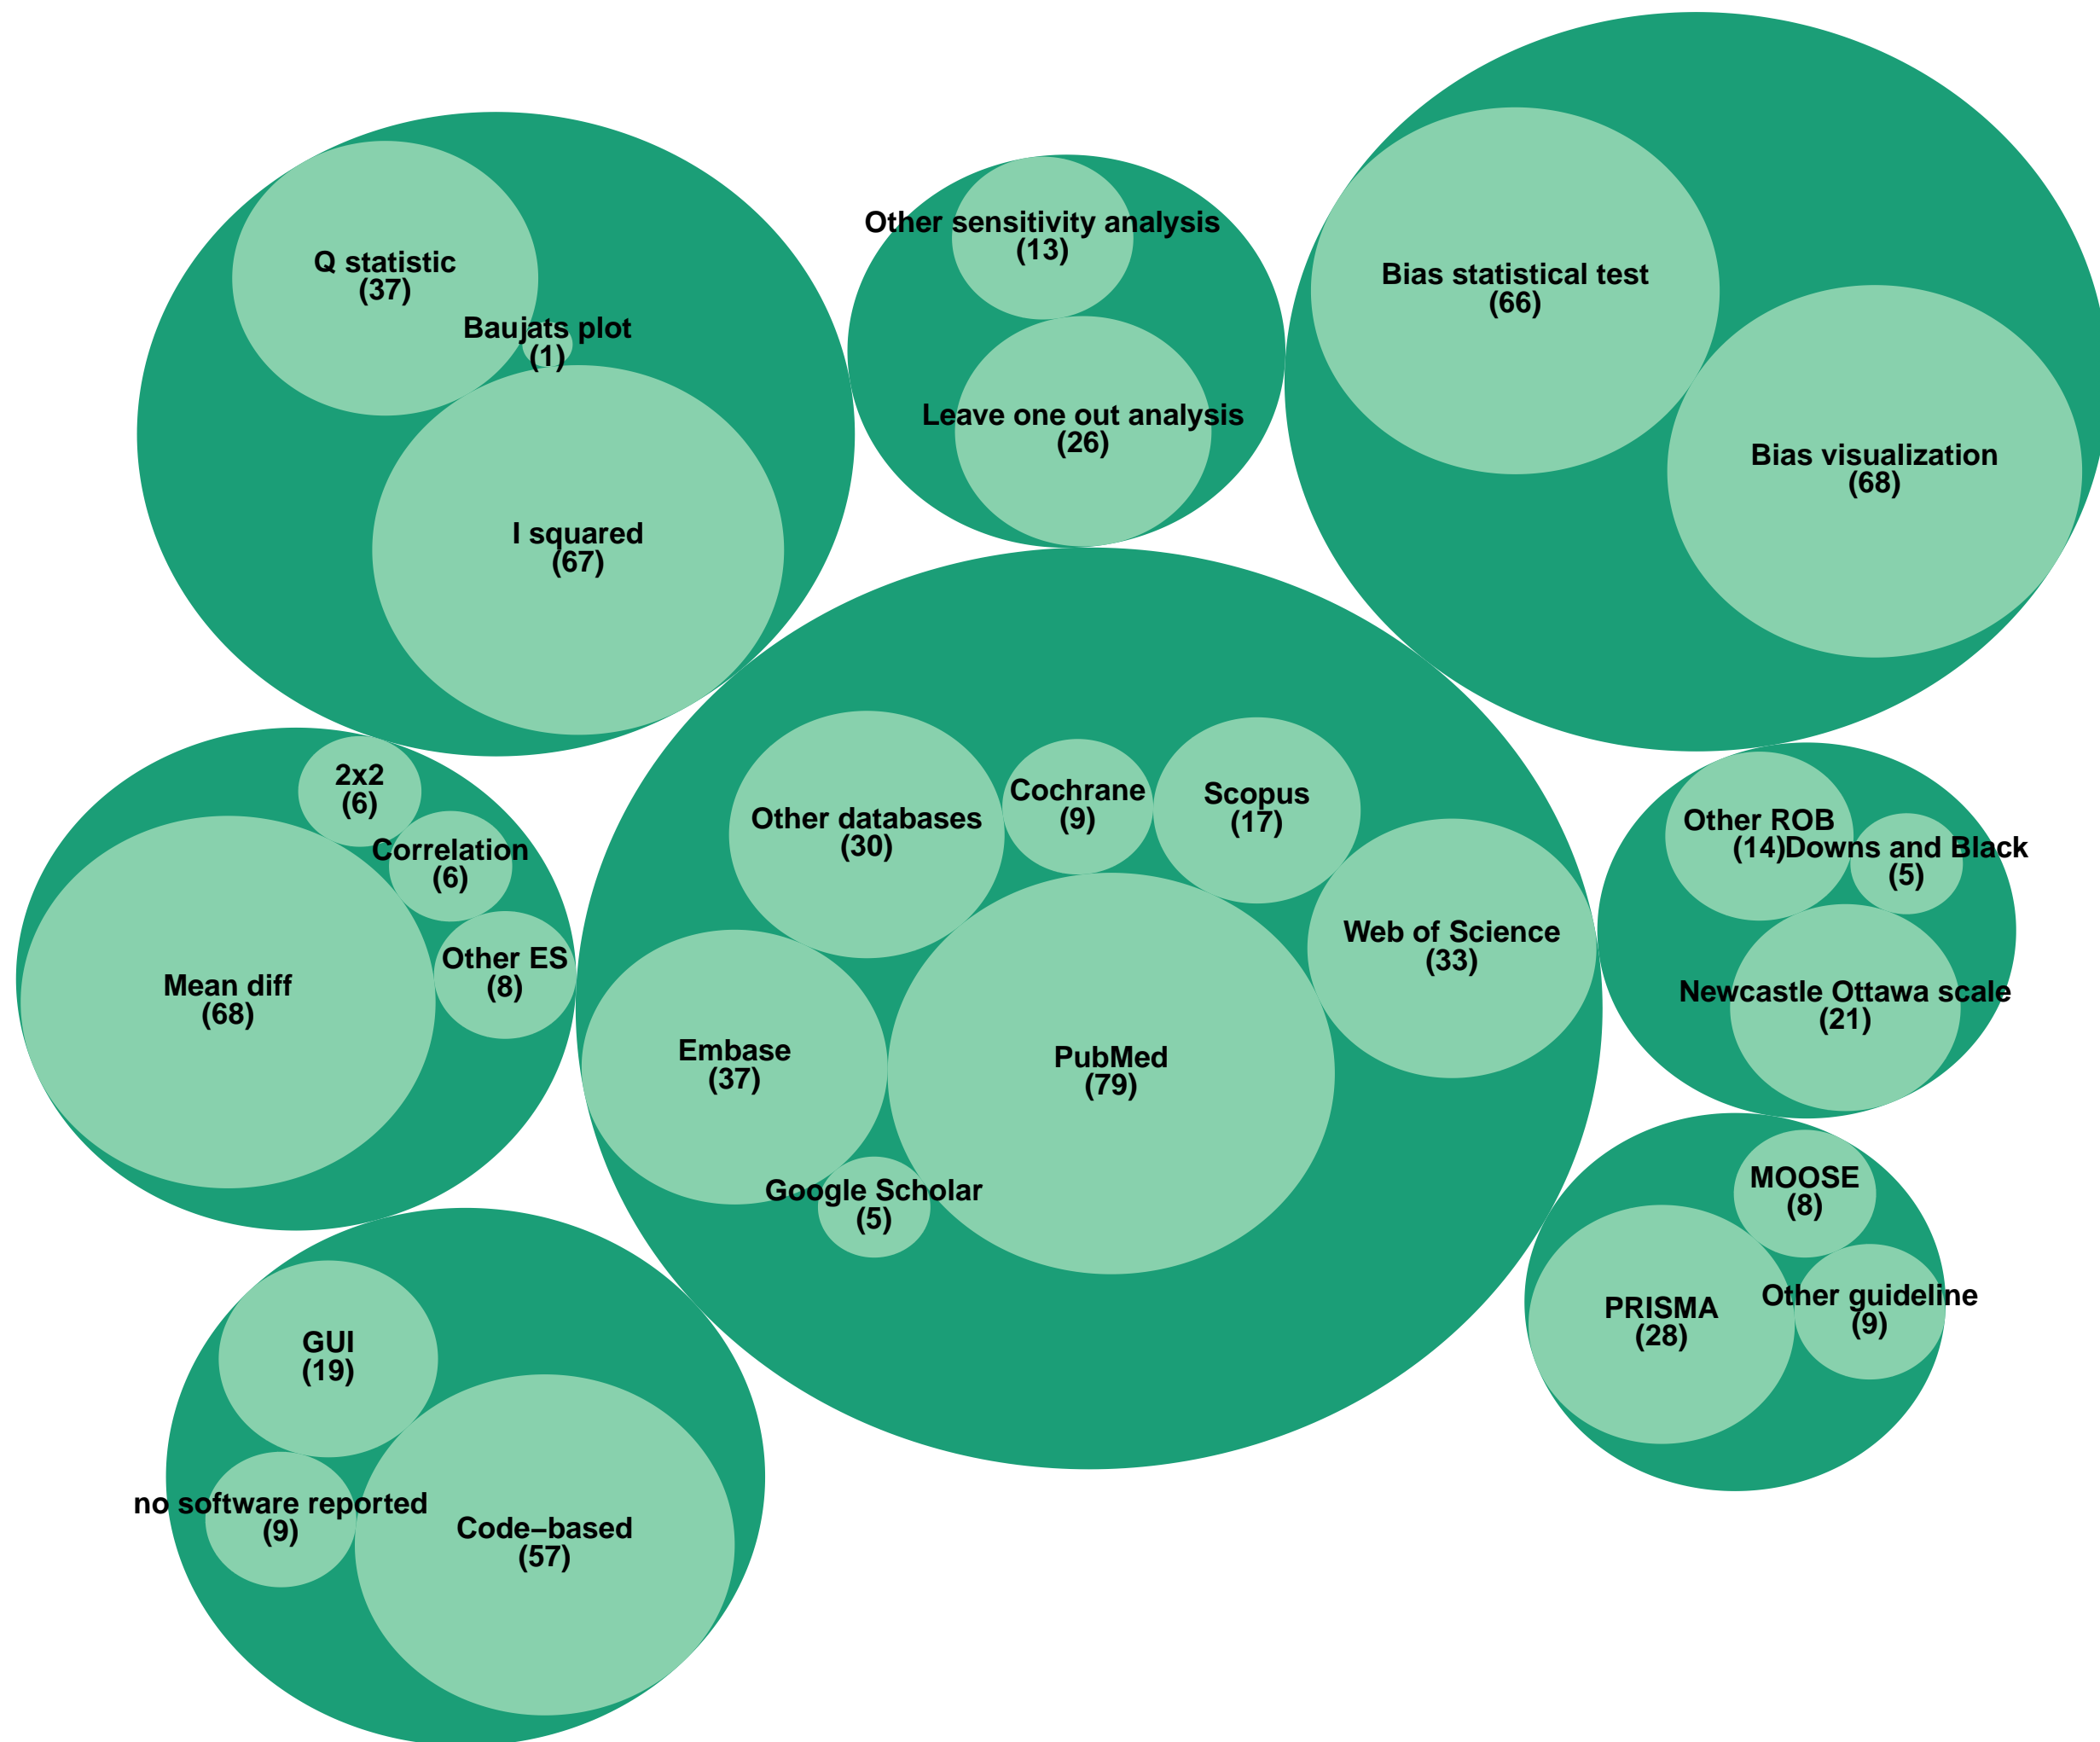 Q statistic
(37)
Baujats plot
(1)
I squared
(67)
Other sensitivity analysis
(13)
Leave one out analysis
(26)
Bias statistical test
(66)
Bias visualization
(68)
2x2
(6)
Correlation
(6)
Other ES
(8)
Mean diff
(68)
Other databases
(30)
Cochrane
(9)
Scopus
(17)
Web of Science
(33)
Embase
(37)
PubMed
(79)
Google Scholar
(5)
Other ROB
(14)
Downs and Black
(5)
Newcastle Ottawa scale
(21)
MOOSE
(8)
PRISMA
(28)
Other guideline
(9)
GUI
(19)
no software reported
(9)
Code−based
(57)